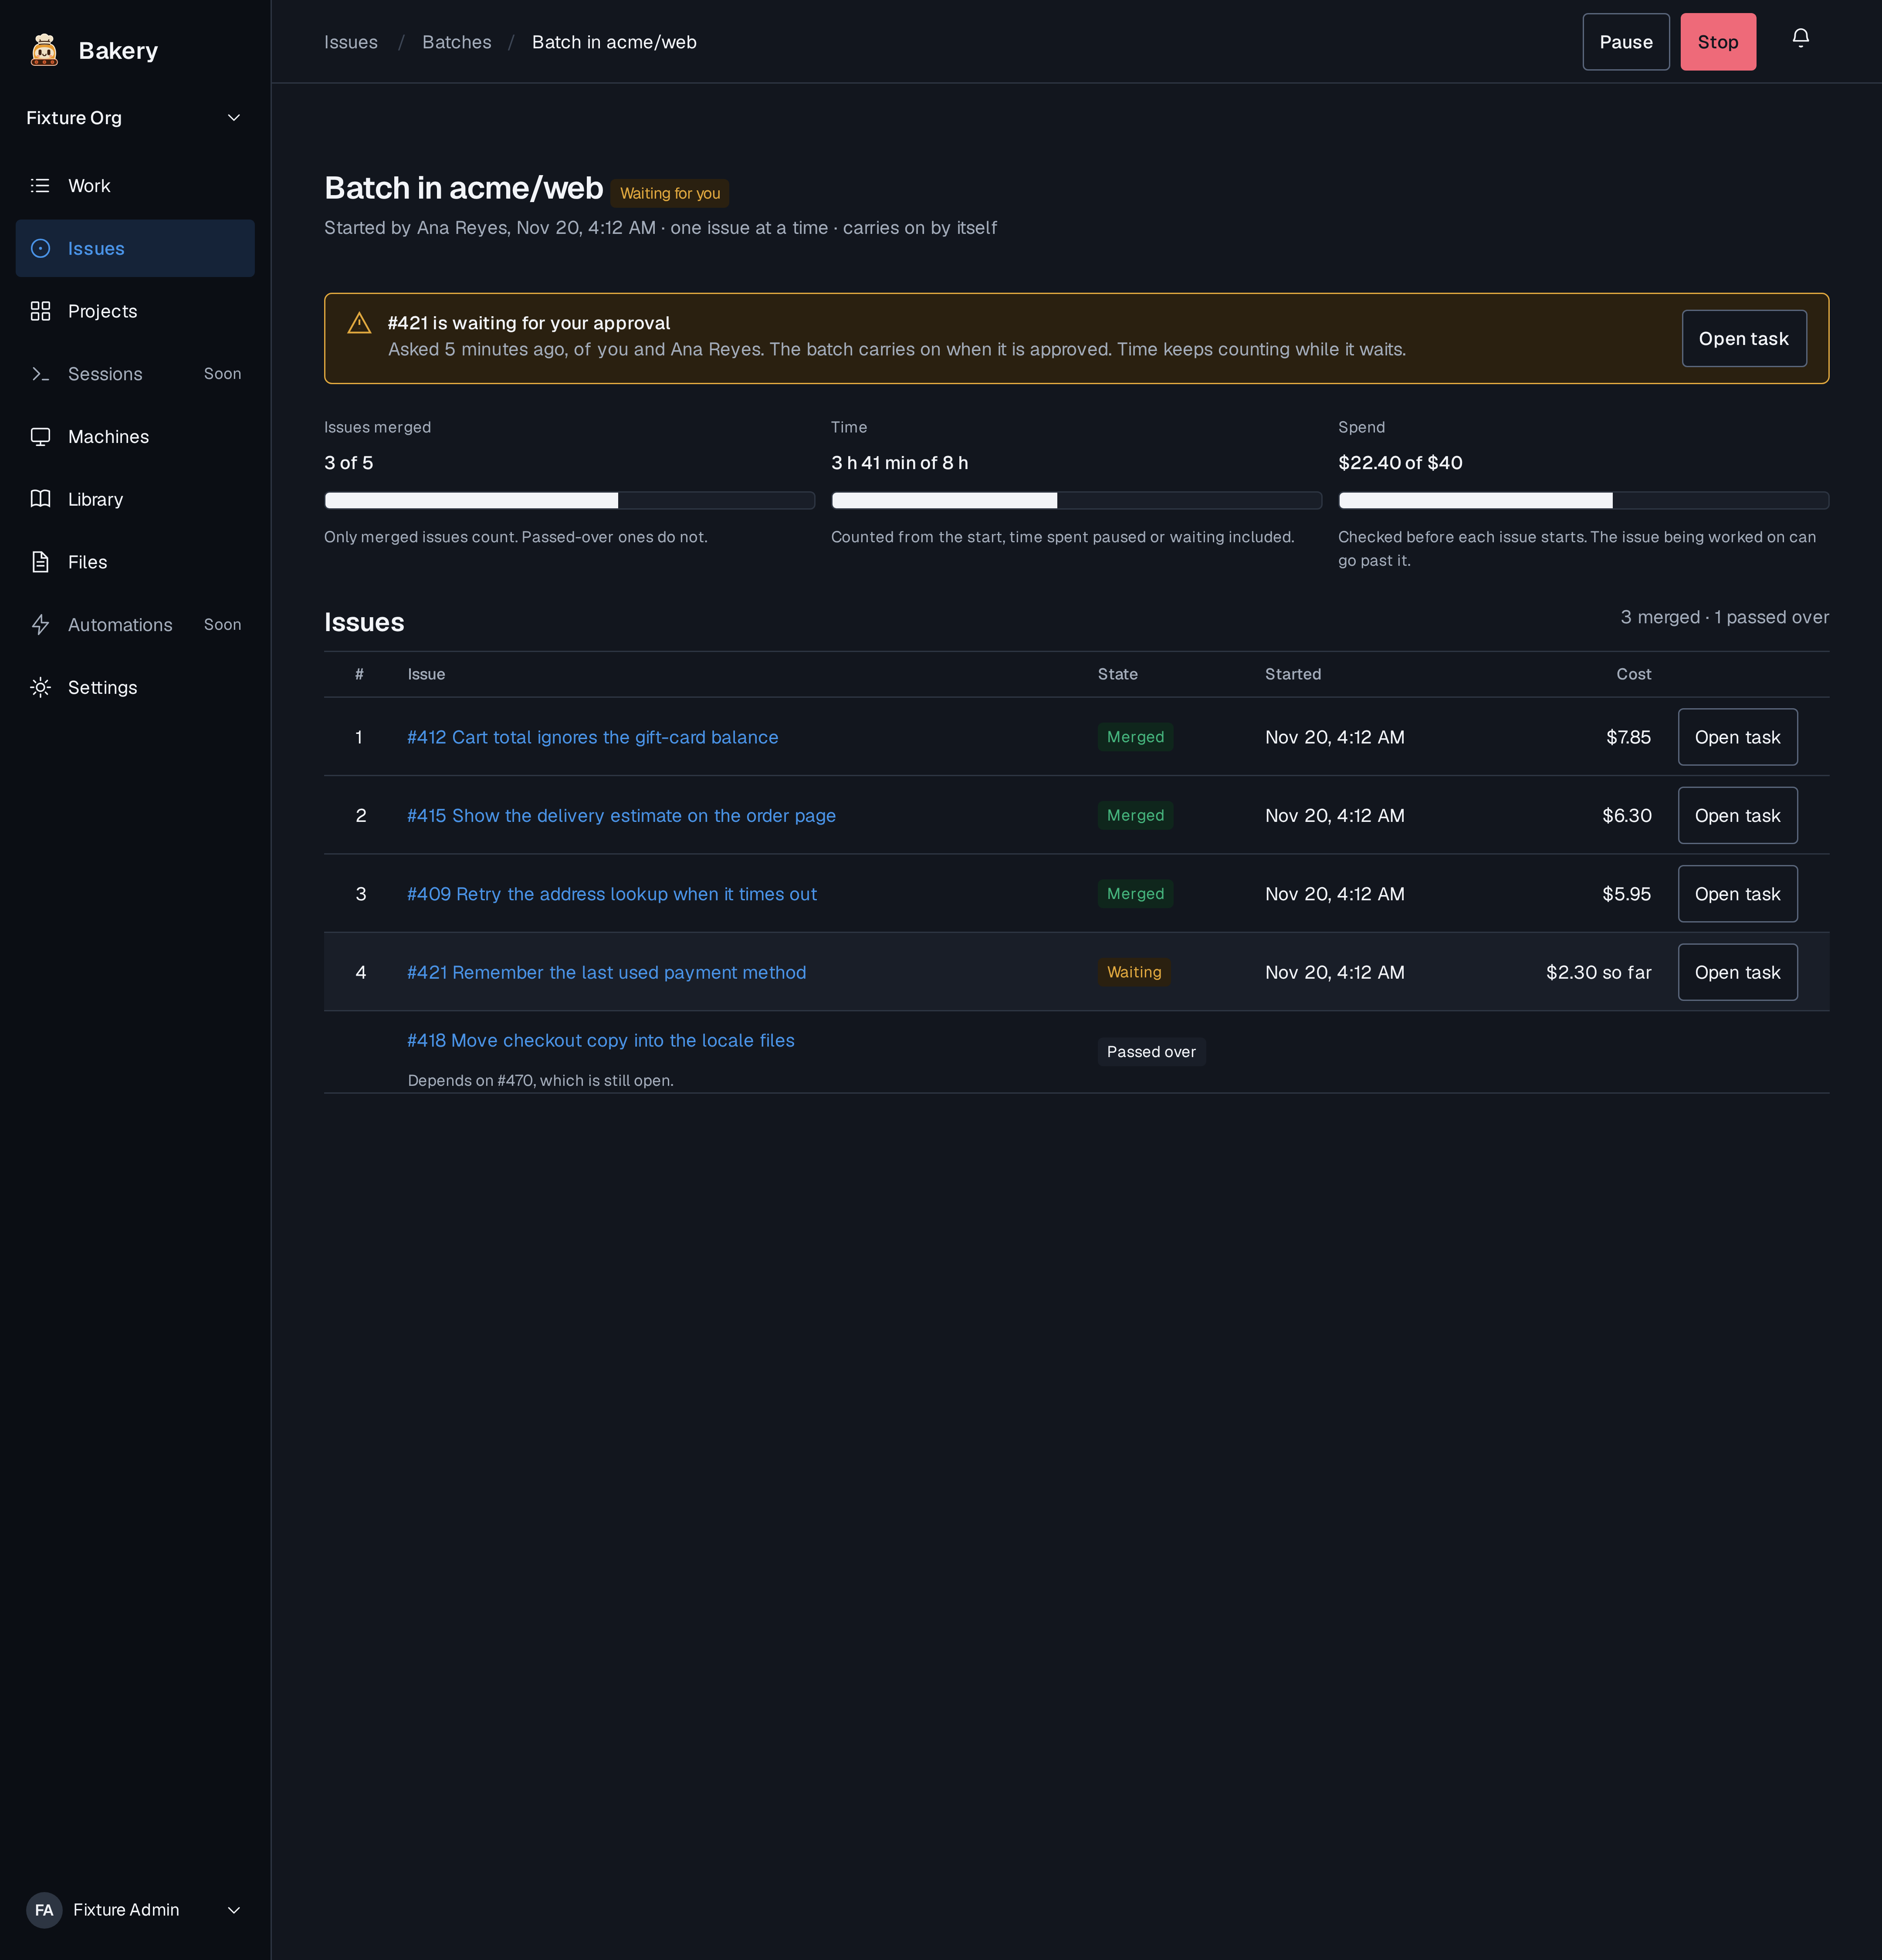 Bakery
Fixture Org
Work
Issues
Projects
Sessions Soon
Machines
Library
Files
Automations Soon
Settings
FA Fixture Admin
Issues / Batches / Batch in acme/web
Pause
Stop
Batch in acme/web Waiting for you
Started by Ana Reyes, Nov 20, 4:12 AM · one issue at a time · carries on by itself
#421 is waiting for your approval
Asked 5 minutes ago, of you and Ana Reyes. The batch carries on when it is approved. Time keeps counting while it waits.
Open task
Issues merged
3 of 5
Only merged issues count. Passed-over ones do not.
Time
3 h 41 min of 8 h
Counted from the start, time spent paused or waiting included.
Spend
$22.40 of $40
Checked before each issue starts. The issue being worked on can
go past it.
Issues
3 merged · 1 passed over
# Issue State Started Cost
1 #412 Cart total ignores the gift-card balance Merged Nov 20, 4:12 AM $7.85 Open task
2 #415 Show the delivery estimate on the order page Merged Nov 20, 4:12 AM $6.30 Open task
3 #409 Retry the address lookup when it times out Merged Nov 20, 4:12 AM $5.95 Open task
4 #421 Remember the last used payment method Waiting Nov 20, 4:12 AM $2.30 so far Open task
#418 Move checkout copy into the locale files Passed over
Depends on #470, which is still open.